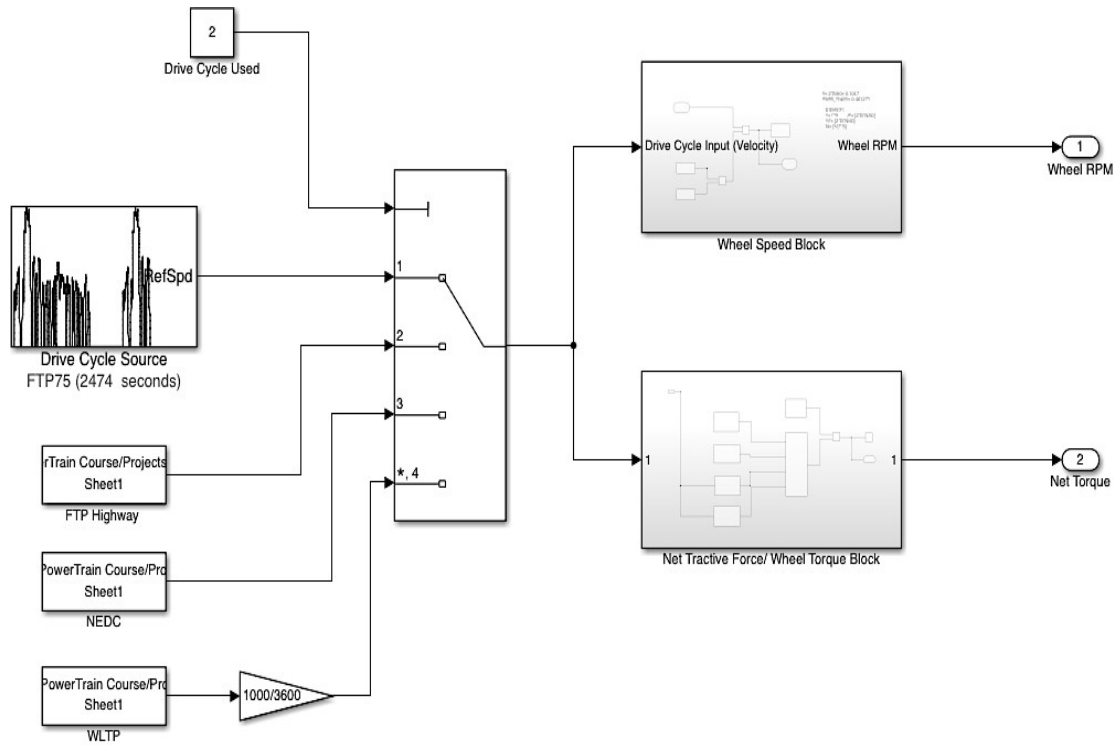 2
Drive Cycle Used
RefSpd
Drive Cycle Source
FTP75 (2474 seconds)
rTrain Course/Projects
Sheet1
FTP Highway
PowerTrain Course/Pro
Sheet1
NEDC
PowerTrain Course/Pro
Sheet1
WLTP
1000/3600
1
2
3
*, 4
Drive Cycle Input (Velocity)
Wheel RPM
Wheel Speed Block
1
Wheel RPM
1
1
Net Tractive Force/ Wheel Torque Block
2
Net Torque